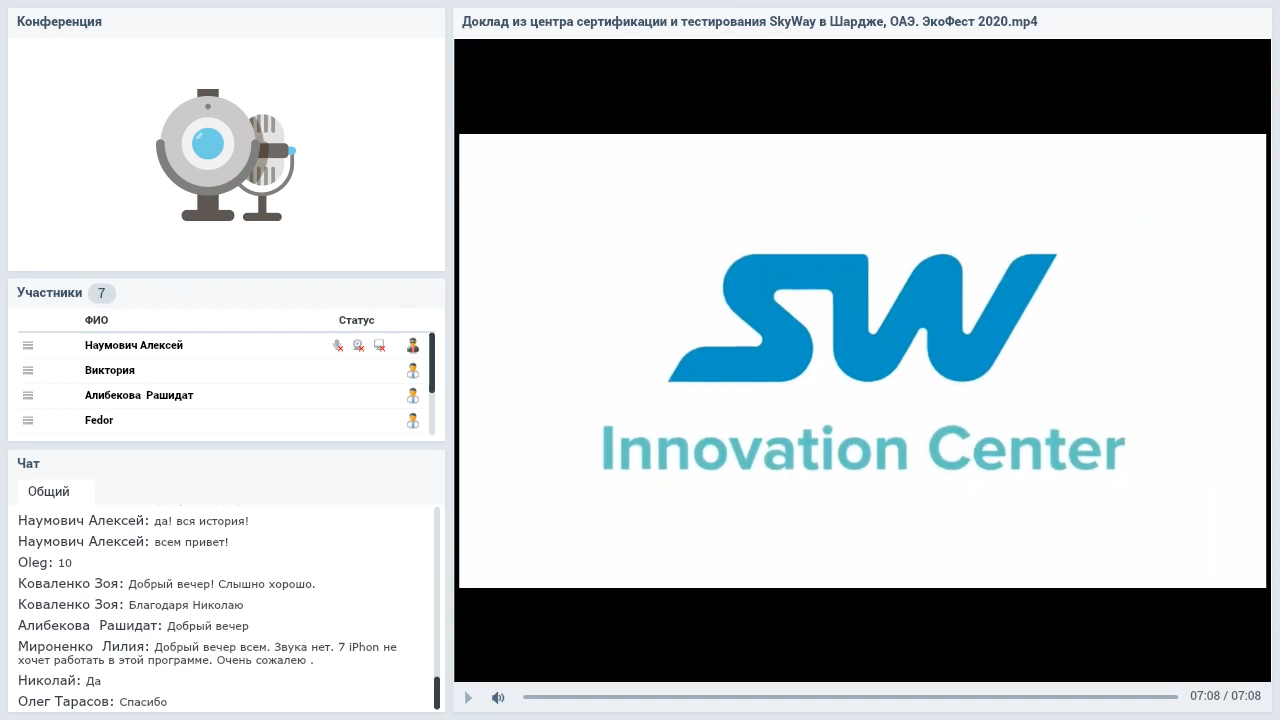 Конференция
Доклад из центра сертификации и тестирования SkyWay в Шардже, ОАЭ. ЭкоФест 2020.mp4
SW
Innovation Center
07:08 / 07:08
Участники 7
ФИО Статус
Наумович Алексей
Виктория
Алибекова Рашидат
Fedor
Чат
Общий
Наумович Алексей: да! вся история!
Наумович Алексей: всем привет!
Oleg: 10
Коваленко Зоя: Добрый вечер! Слышно хорошо.
Коваленко Зоя: Благодаря Николаю
Алибекова Рашидат: Добрый вечер
Мироненко Лилия: Добрый вечер всем. Звука нет. 7 iPhon не
хочет работать в этой программе. Очень сожалею .
Николай: Да
Олег Тарасов: Спасибо